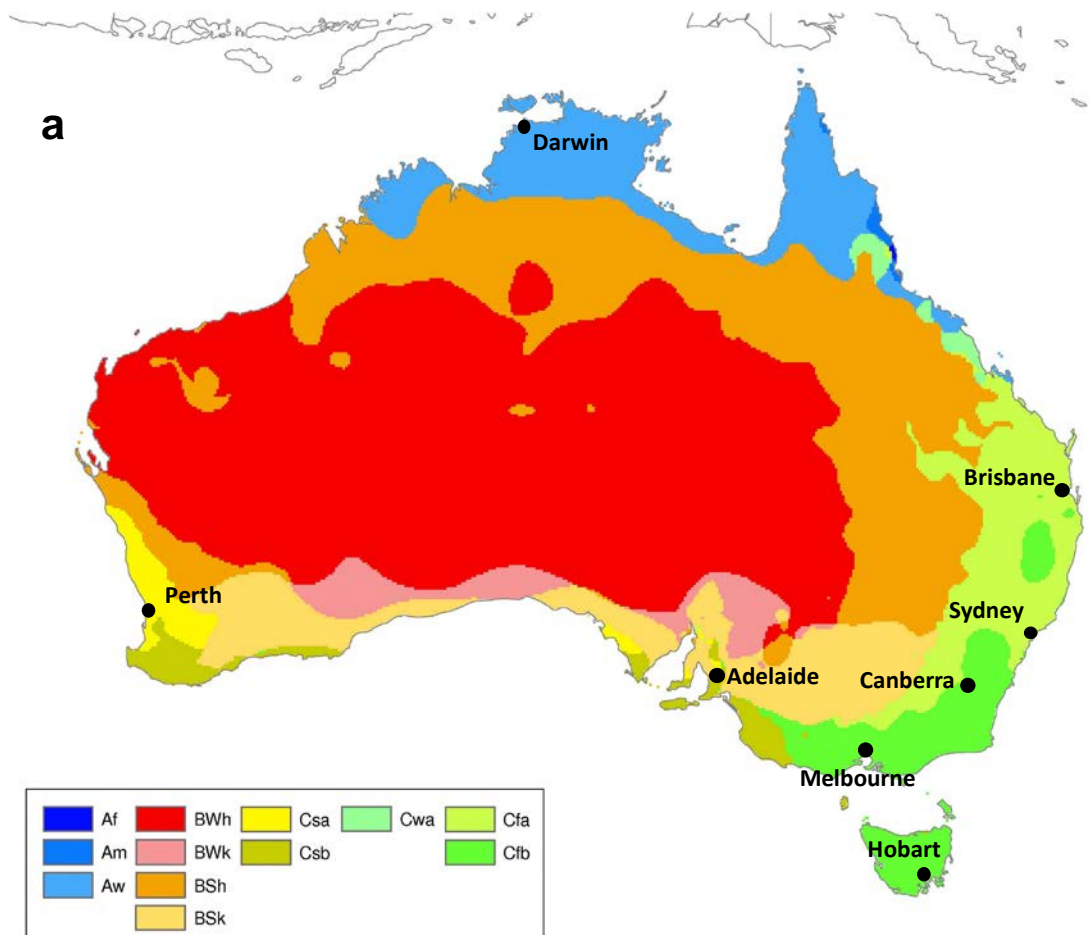 a
Darwin
Brisbane
Perth
Sydney
Adelaide
Canberra
Melbourne
Hobart
Af BWh Csa Cwa Cfa
Am BWk Csb Cfb
Aw BSh
BSk